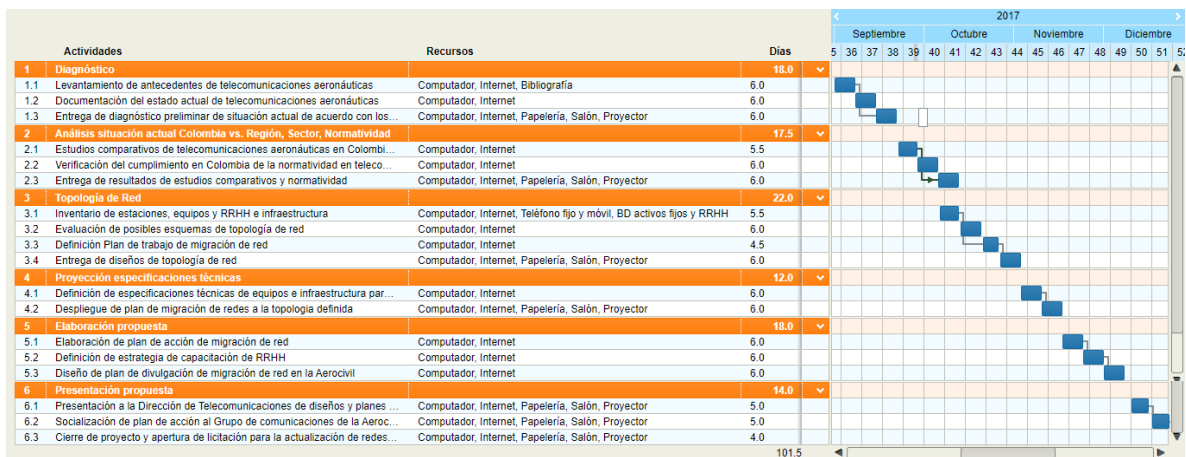 2017
Septiembre Octubre Noviembre Diciembre
Actividades Recursos Días 5 36 37 38 39 40 41 42 43 44 45 46 47 48 49 50 51 52
1 Diagnóstico 18.0
1.1 Levantamiento de antecedentes de telecomunicaciones aeronáuticas Computador, Internet, Bibliografía 6.0
1.2 Documentación del estado actual de telecomunicaciones aeronáuticas Computador, Internet 6.0
1.3 Entrega de diagnóstico preliminar de situación actual de acuerdo con los... Computador, Internet, Papelería, Salón, Proyector 6.0
2 Análisis situación actual Colombia vs. Región, Sector, Normatividad 17.5
2.1 Estudios comparativos de telecomunicaciones aeronáuticas en Colombi... Computador, Internet, Papelería, Salón, Proyector 5.5
2.2 Verificación del cumplimiento en Colombia de la normatividad en teleco... Computador, Internet 6.0
2.3 Entrega de resultados de estudios comparativos y normatividad Computador, Internet, Papelería, Salón, Proyector 6.0
3 Topología de Red 22.0
3.1 Inventario de estaciones, equipos y RRHH e infraestructura Computador, Internet, Teléfono fijo y móvil, BD activos fijos y RRHH 5.5
3.2 Evaluación de posibles esquemas de topología de red Computador, Internet 6.0
3.3 Definición Plan de trabajo de migración de red Computador, Internet 4.5
3.4 Entrega de diseños de topología de red Computador, Internet, Papelería, Salón, Proyector 6.0
4 Proyección especificaciones técnicas 12.0
4.1 Definición de especificaciones técnicas de equipos e infraestructura par... Computador, Internet 6.0
4.2 Despliegue de plan de migración de redes a la topologia definida Computador, Internet, Papelería, Salón, Proyector 6.0
5 Elaboración propuesta 18.0
5.1 Elaboración de plan de acción de migración de red Computador, Internet 6.0
5.2 Definición de estrategia de capacitación de RRHH Computador, Internet 6.0
5.3 Diseño de plan de divulgación de migración de red en la Aerocivil Computador, Internet 6.0
6 Presentación propuesta 14.0
6.1 Presentación a la Dirección de Telecomunicaciones de diseños y planes ... Computador, Internet, Papelería, Salón, Proyector 5.0
6.2 Socialización de plan de acción al Grupo de comunicaciones de la Aeroc... Computador, Internet, Papelería, Salón, Proyector 5.0
6.3 Cierre de proyecto y apertura de licitación para la actualización de redes... Computador, Internet, Papelería, Salón, Proyector 4.0
101.5